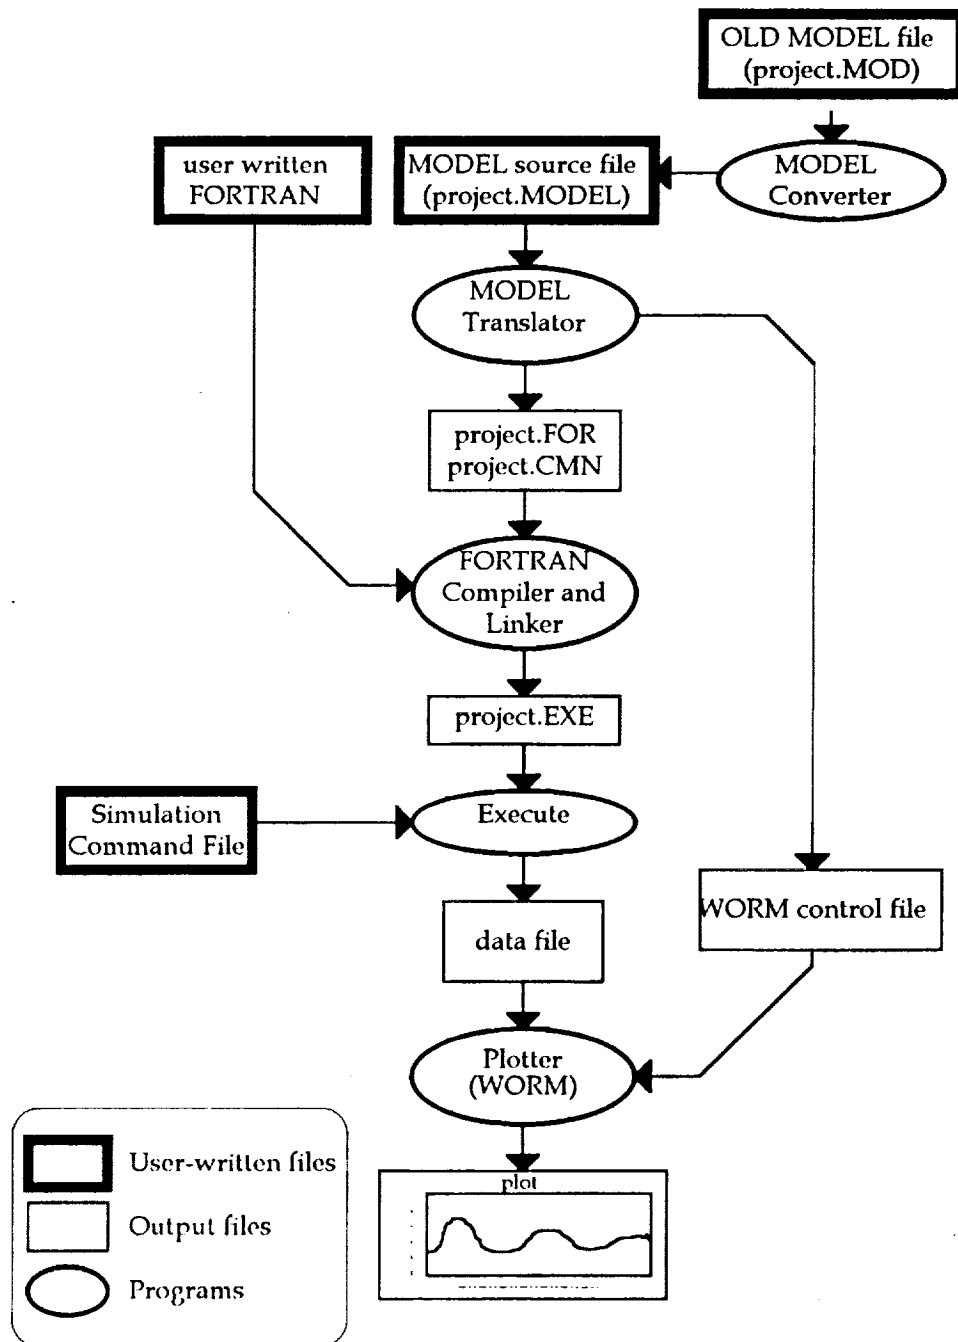 OLD MODEL file
(project.MOD)
user written
FORTRAN
MODEL source file
(project.MODEL)
MODEL
Converter
MODEL
Translator
project.FOR
project.CMN
FORTRAN
Compiler and
Linker
project.EXE
Simulation
Command File
Execute
WORM control file
data file
Plotter
(WORM)
plot
User-written files
Output files
Programs